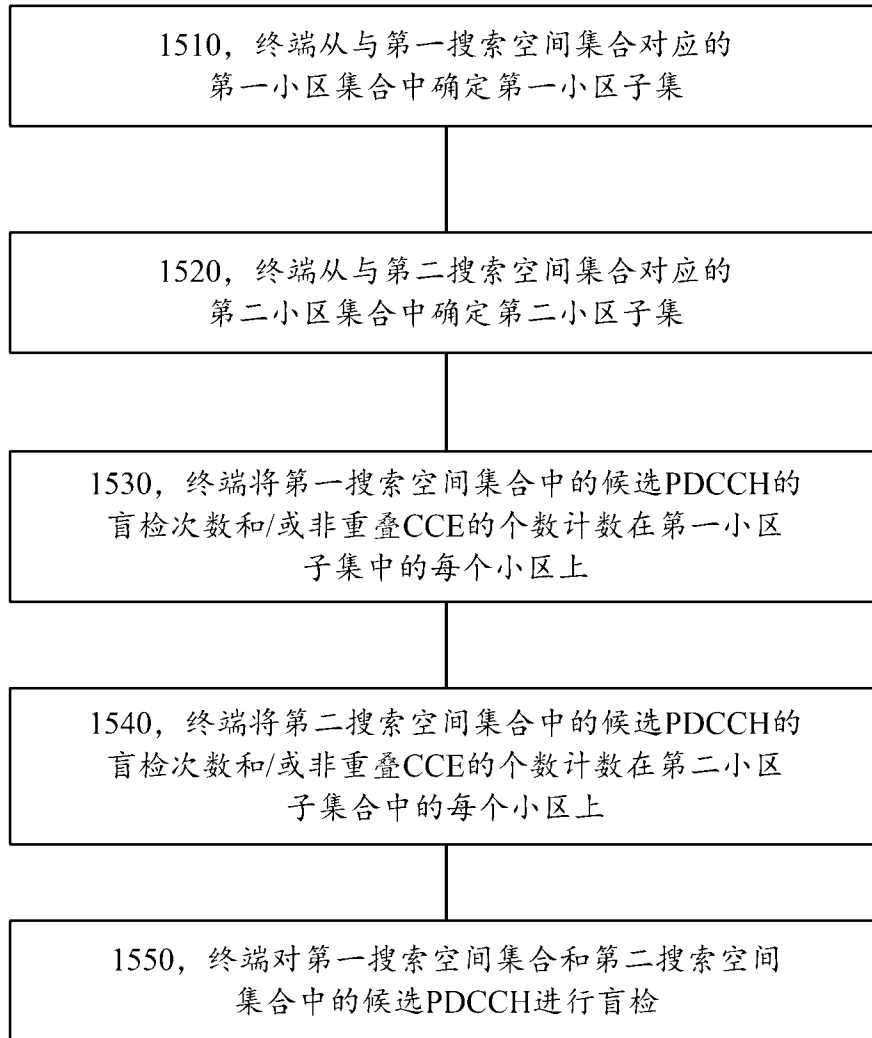 1510，终端从与第一搜索空间集合对应的
第一小区集合中确定第一小区子集
1520，终端从与第二搜索空间集合对应的
第二小区集合中确定第二小区子集
1530，终端将第一搜索空间集合中的候选PDCCH的
盲检次数和/或非重叠CCE的个数计数在第一小区
子集中的每个小区上
1540，终端将第二搜索空间集合中的候选PDCCH的
盲检次数和/或非重叠CCE的个数计数在第二小区
子集合中的每个小区上
1550，终端对第一搜索空间集合和第二搜索空间
集合中的候选PDCCH进行盲检